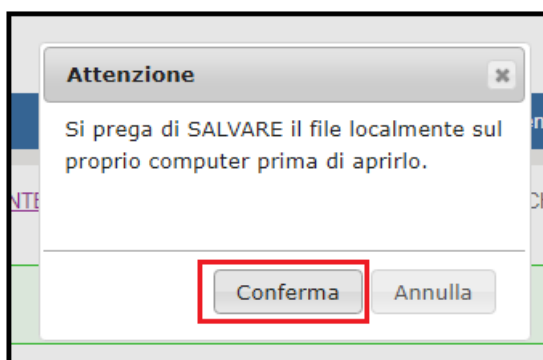 Attenzione
Si prega di SALVARE il file localmente sul
proprio computer prima di aprirlo.
Conferma
Annulla